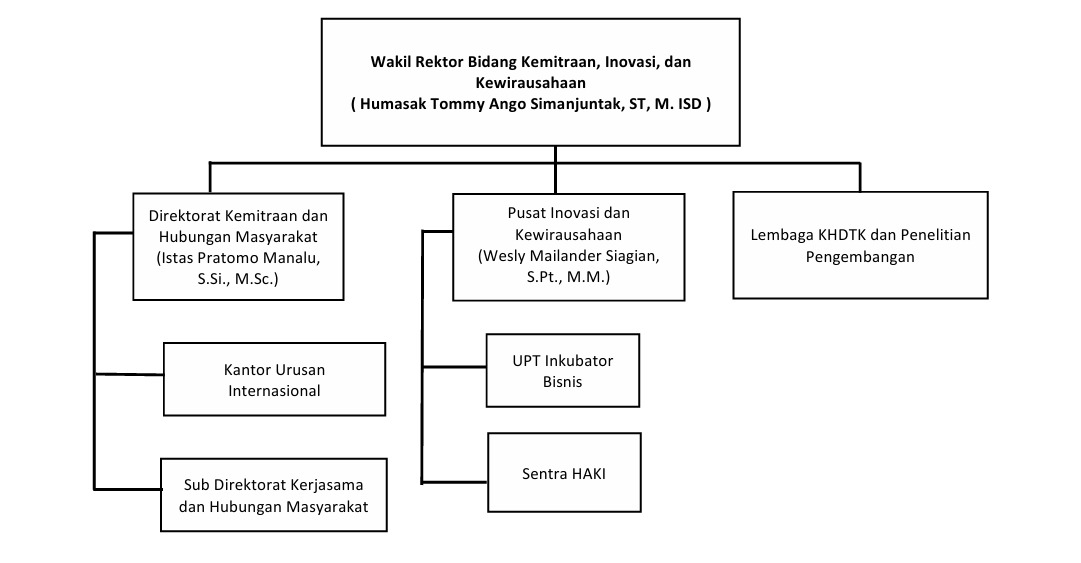 Wakil Rektor Bidang Kemitraan, Inovasi, dan
Kewirausahaan
( Humasak Tommy Ango Simanjuntak, ST, M. ISD )
Direktorat Kemitraan dan
Hubungan Masyarakat
(Istas Pratomo Manalu,
S.Si., M.Sc.)
Pusat Inovasi dan
Kewirausahaan
(Wesly Mailander Siagian,
S.Pt., M.M.)
Lembaga KHDTK dan Penelitian
Pengembangan
Kantor Urusan
Internasional
UPT Inkubator
Bisnis
Sub Direktorat Kerjasama
dan Hubungan Masyarakat
Sentra HAKI